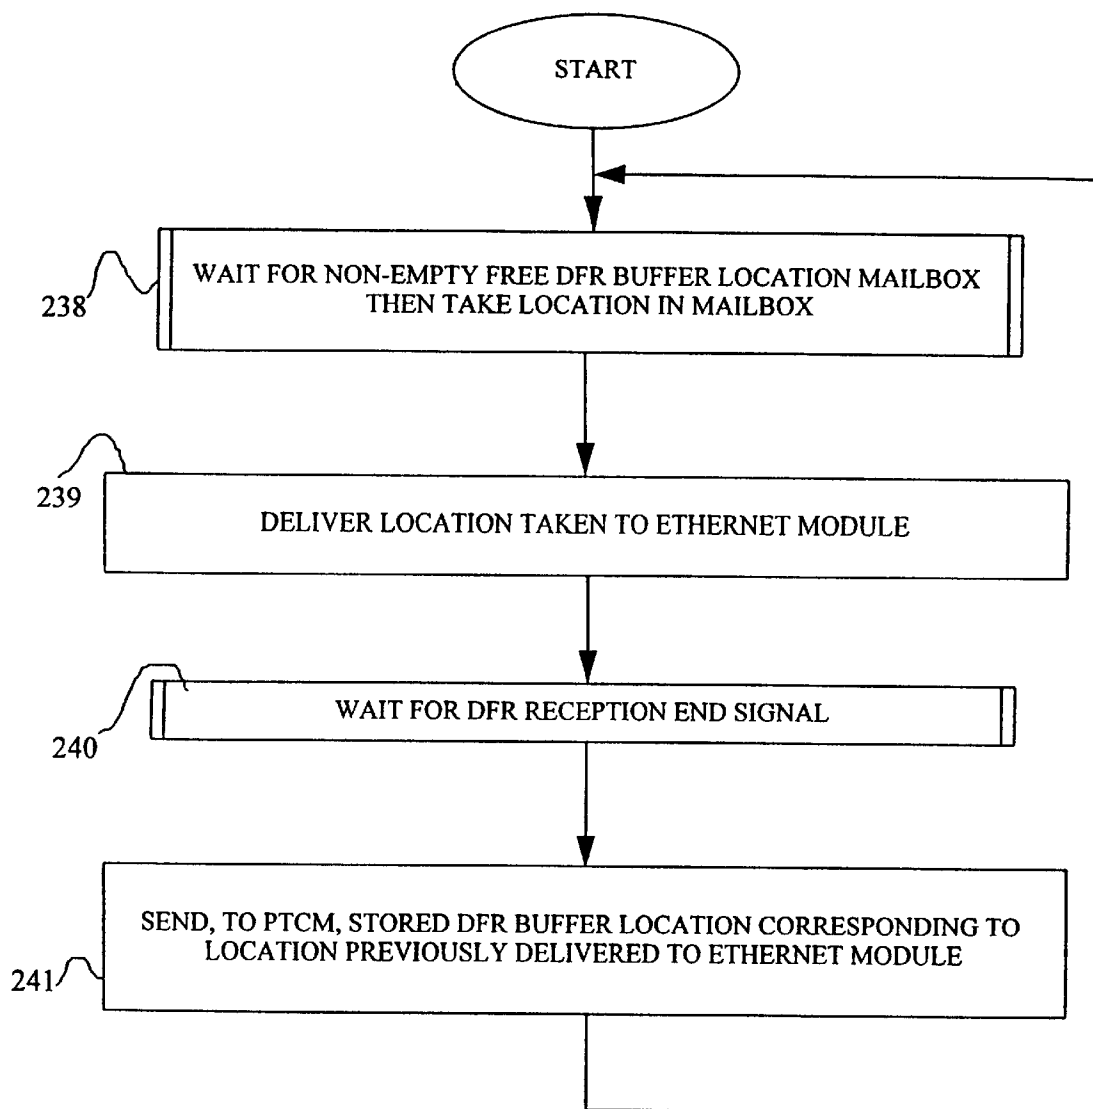 START
WAIT FOR NON-EMPTY FREE DFR BUFFER LOCATION MAILBOX
THEN TAKE LOCATION IN MAILBOX
238
239
DELIVER LOCATION TAKEN TO ETHERNET MODULE
WAIT FOR DFR RECEPTION END SIGNAL
240
SEND, TO PTCM, STORED DFR BUFFER LOCATION CORRESPONDING TO
LOCATION PREVIOUSLY DELIVERED TO ETHERNET MODULE
241